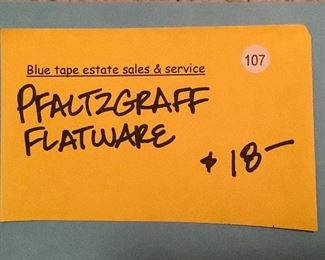 107
Blue tape estate sales & service
PFALTZGRAFF
FLATWARE
$ 18–